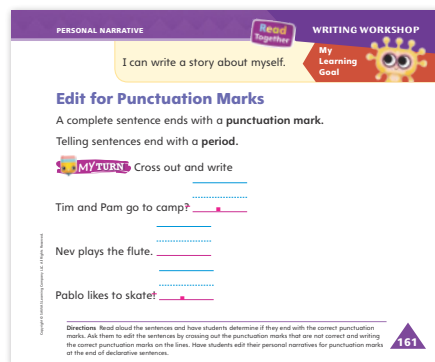 PERSONAL NARRATIVE
Read
Together
WRITING WORKSHOP
I can write a story about myself.
My
Learning
Goal
Edit for Punctuation Marks
A complete sentence ends with a punctuation mark.
Telling sentences end with a period.
MY TURN Cross out and write
Tim and Pam go to camp? .
Nev plays the flute.
Pablo likes to skate! .
Directions Read aloud the sentences and have students determine if they end with the correct punctuation
marks. Ask them to edit the sentences by crossing out the punctuation marks that are not correct and writing
the correct punctuation marks on the lines. Have students edit their personal narratives for punctuation marks
at the end of declarative sentences.
161